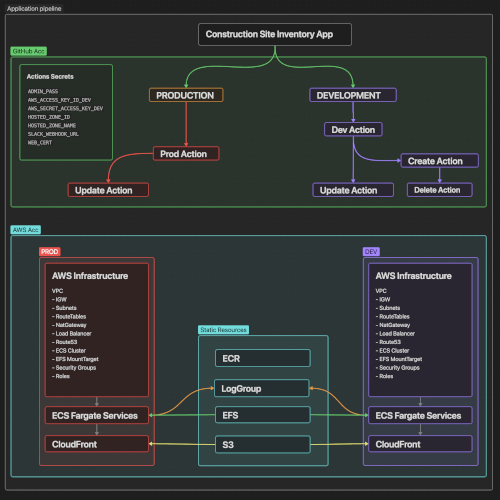 Application pipeline
Construction Site Inventory App
GitHub Acc
Actions Secrets
ADMIN_PASS
AWS_ACCESS_KEY_ID_DEV
AWS_SECRET_ACCESS_KEY_DEV
HOSTED_ZONE_ID
HOSTED_ZONE_NAME
SLACK_WEBHOOK_URL
WEB_CERT
PRODUCTION
DEVELOPMENT
Dev Action
Prod Action
Create Action
Update Action
Update Action
Delete Action
AWS Acc
PROD
AWS Infrastructure
VPC
- IGW
- Subnets
- RouteTables
- NetGateway
- Load Balancer
- Route53
- ECS Cluster
- EFS MountTarget
- Security Groups
- Roles
ECS Fargate Services
CloudFront
Static Resources
ECR
LogGroup
EFS
S3
DEV
AWS Infrastructure
VPC
- IGW
- Subnets
- RouteTables
- NetGateway
- Load Balancer
- Route53
- ECS Cluster
- EFS MountTarget
- Security Groups
- Roles
ECS Fargate Services
CloudFront